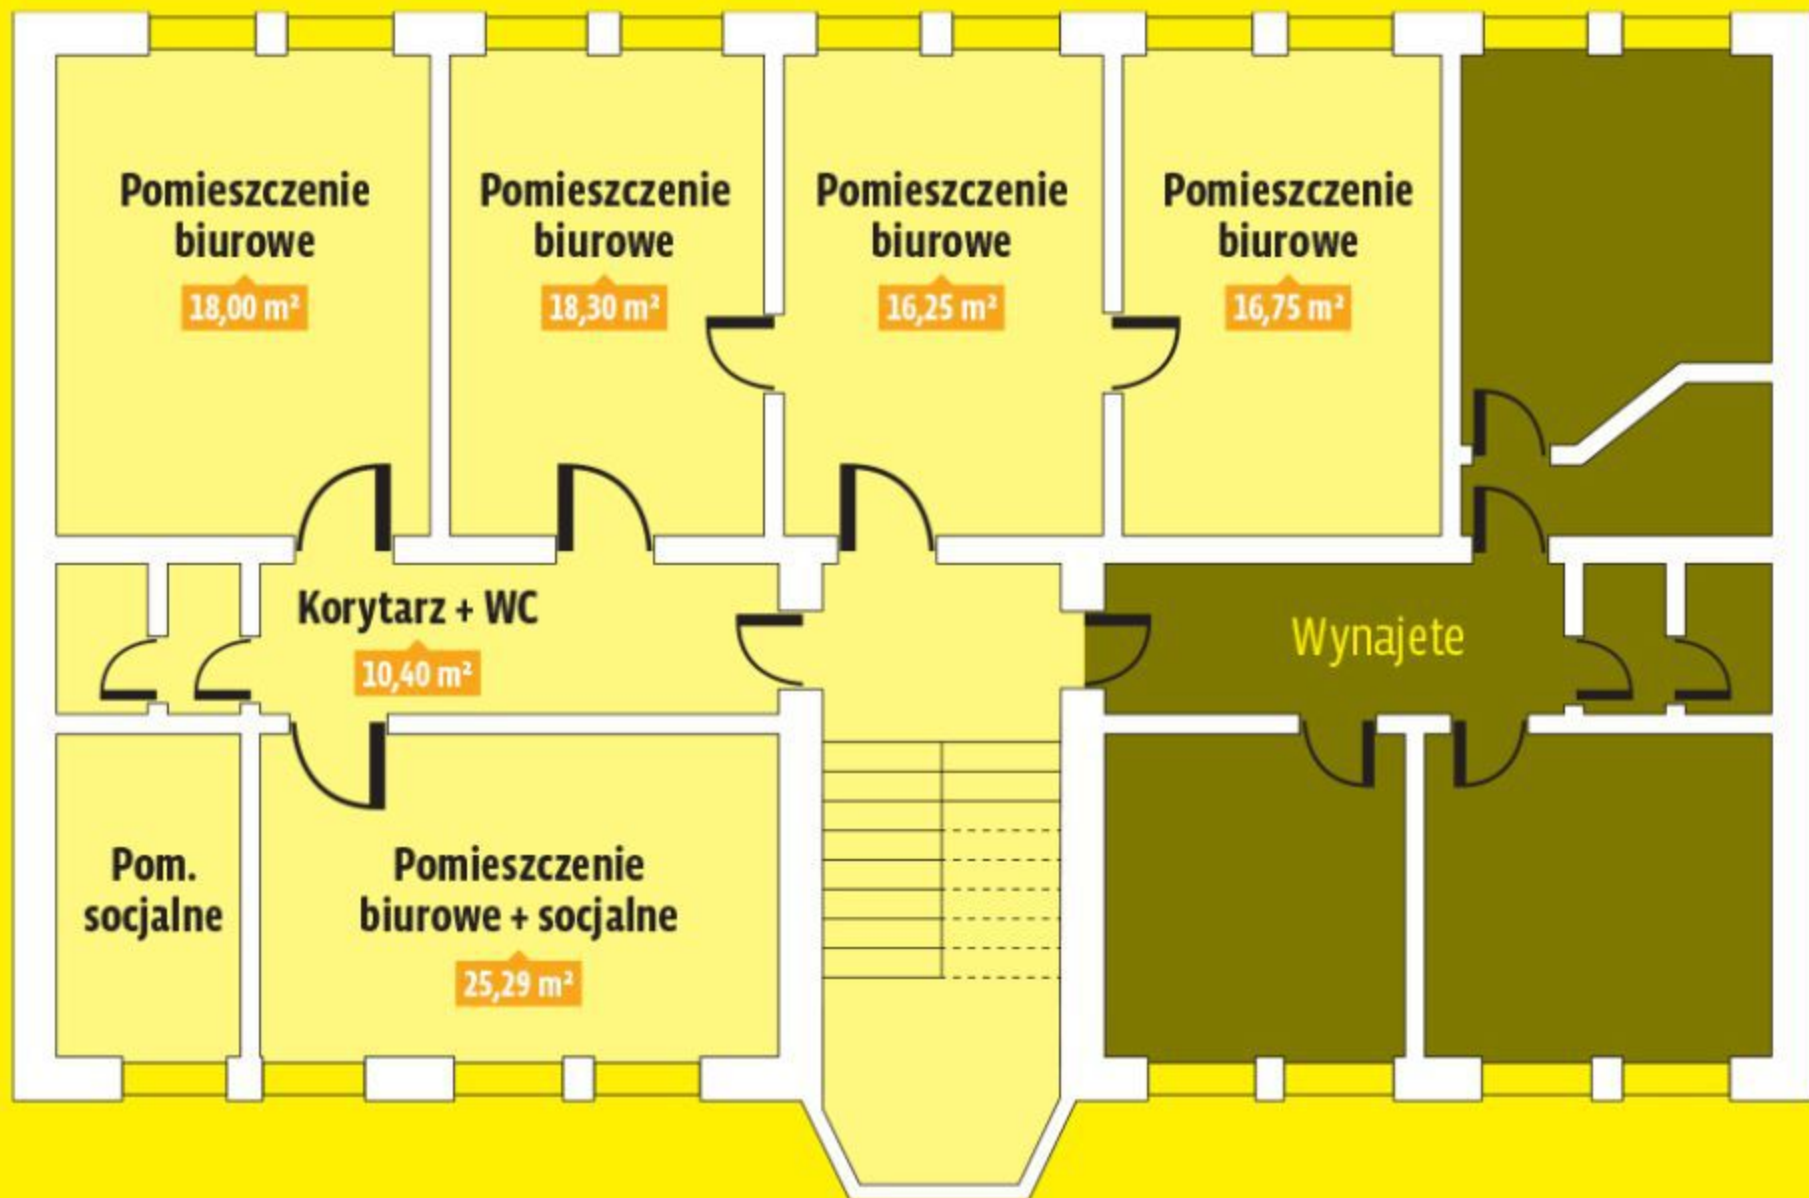 Pomieszczenie
biurowe
18,00 m²
Pomieszczenie
biurowe
18,30 m²
Pomieszczenie
biurowe
16,25 m²
Pomieszczenie
biurowe
16,75 m²
Korytarz + WC
10,40 m²
Wynajete
Pom.
socjalne
Pomieszczenie
biurowe + socjalne
25,29 m²